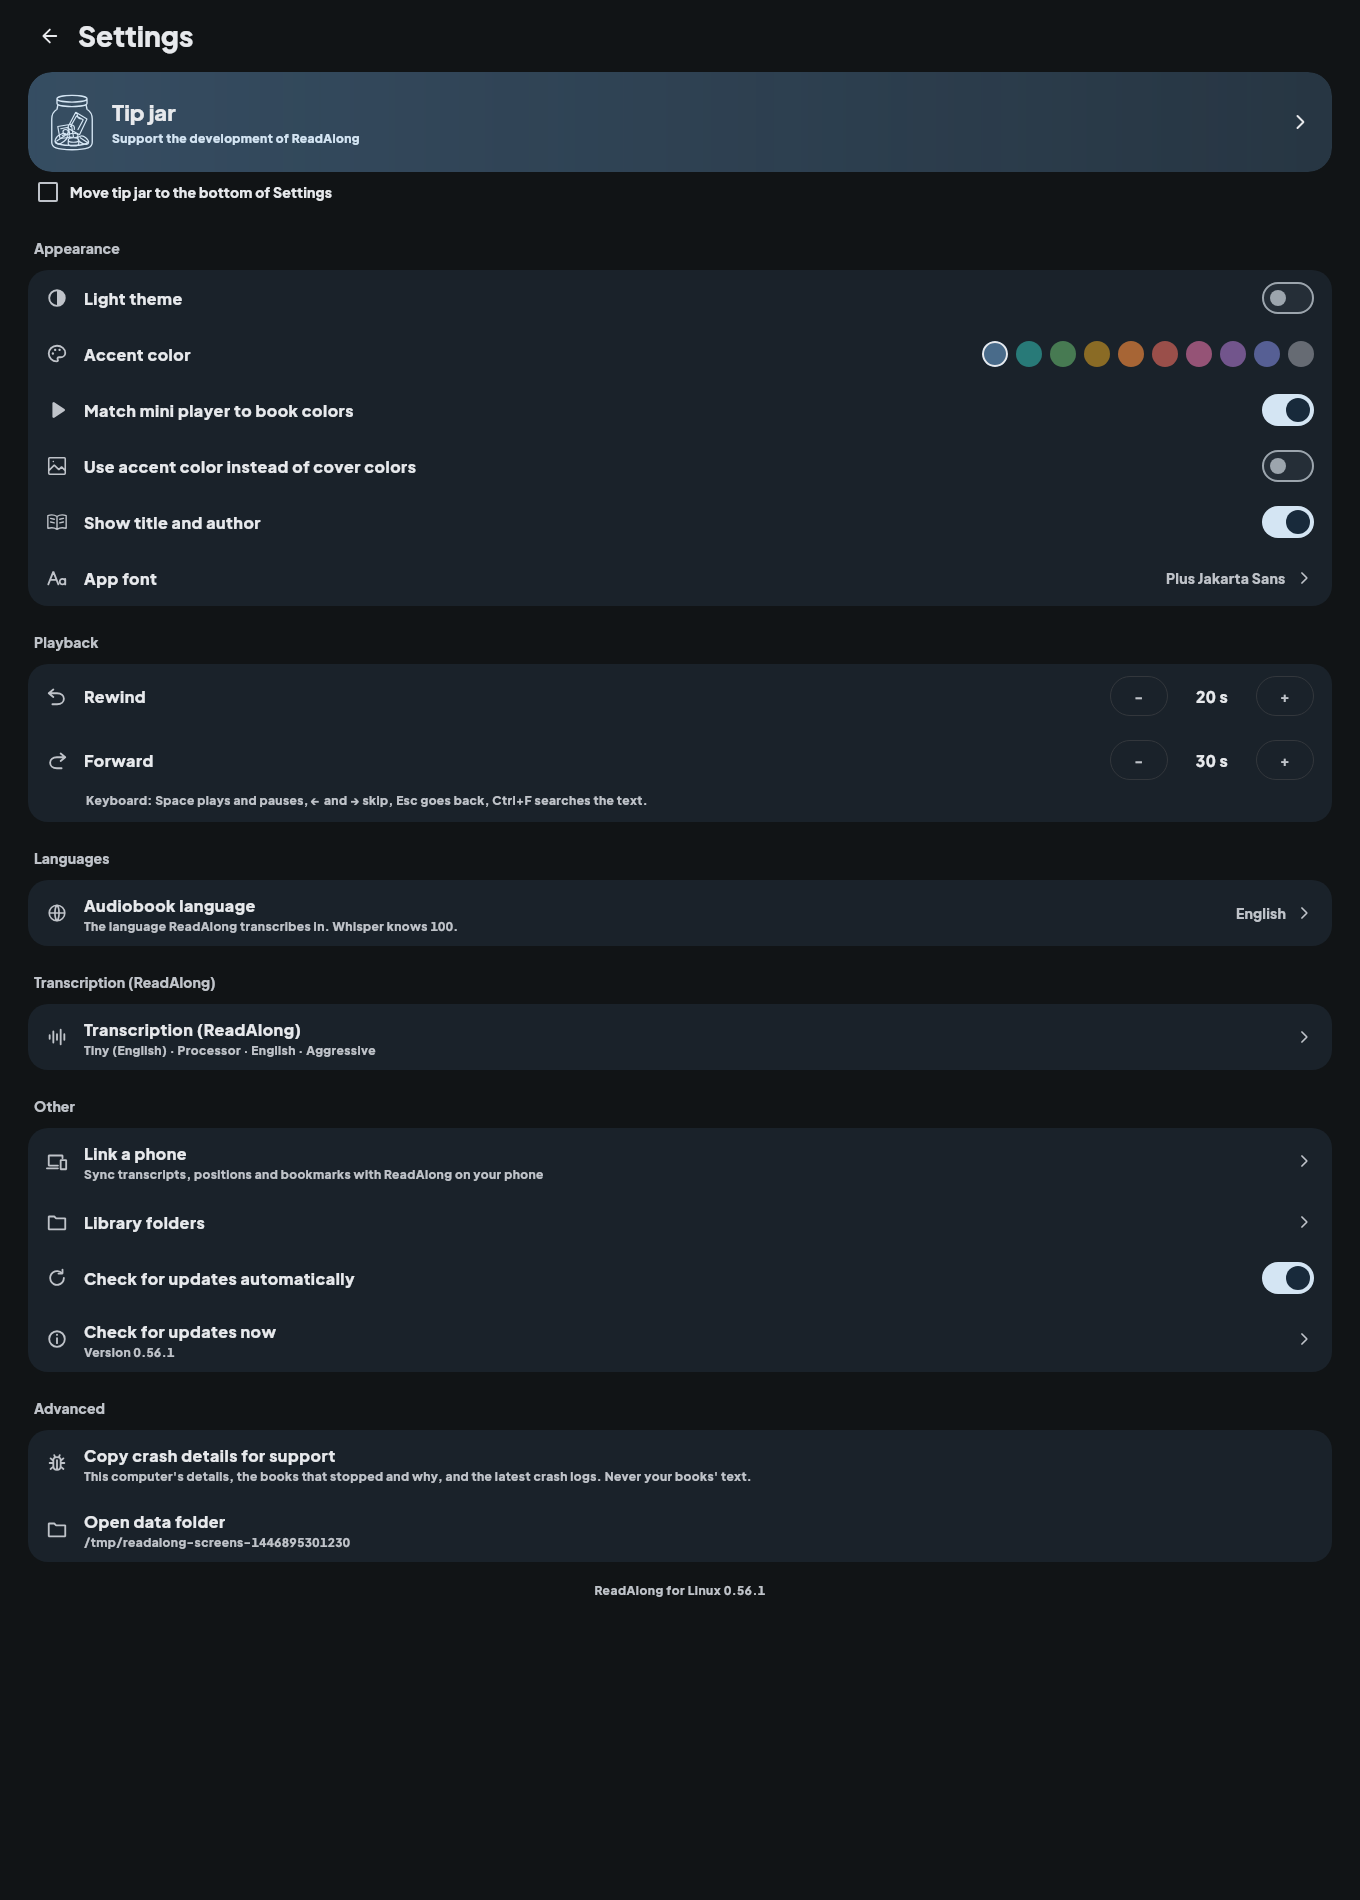 Settings
Tip jar
Support the development of ReadAlong
Move tip jar to the bottom of Settings
Appearance
Light theme
Accent color
Match mini player to book colors
Use accent color instead of cover colors
Show title and author
Aa App font Plus Jakarta Sans
Playback
Rewind - 20 s +
Forward - 30 s +
Keyboard: Space plays and pauses, ← and → skip, Esc goes back, Ctrl+F searches the text.
Languages
Audiobook language
The language ReadAlong transcribes in. Whisper knows 100.
English
Transcription (ReadAlong)
Transcription (ReadAlong)
Tiny (English) · Processor · English · Aggressive
Other
Link a phone
Sync transcripts, positions and bookmarks with ReadAlong on your phone
Library folders
Check for updates automatically
Check for updates now
Version 0.56.1
Advanced
Copy crash details for support
This computer's details, the books that stopped and why, and the latest crash logs. Never your books' text.
Open data folder
/tmp/readalong-screens-1446895301230
ReadAlong for Linux 0.56.1